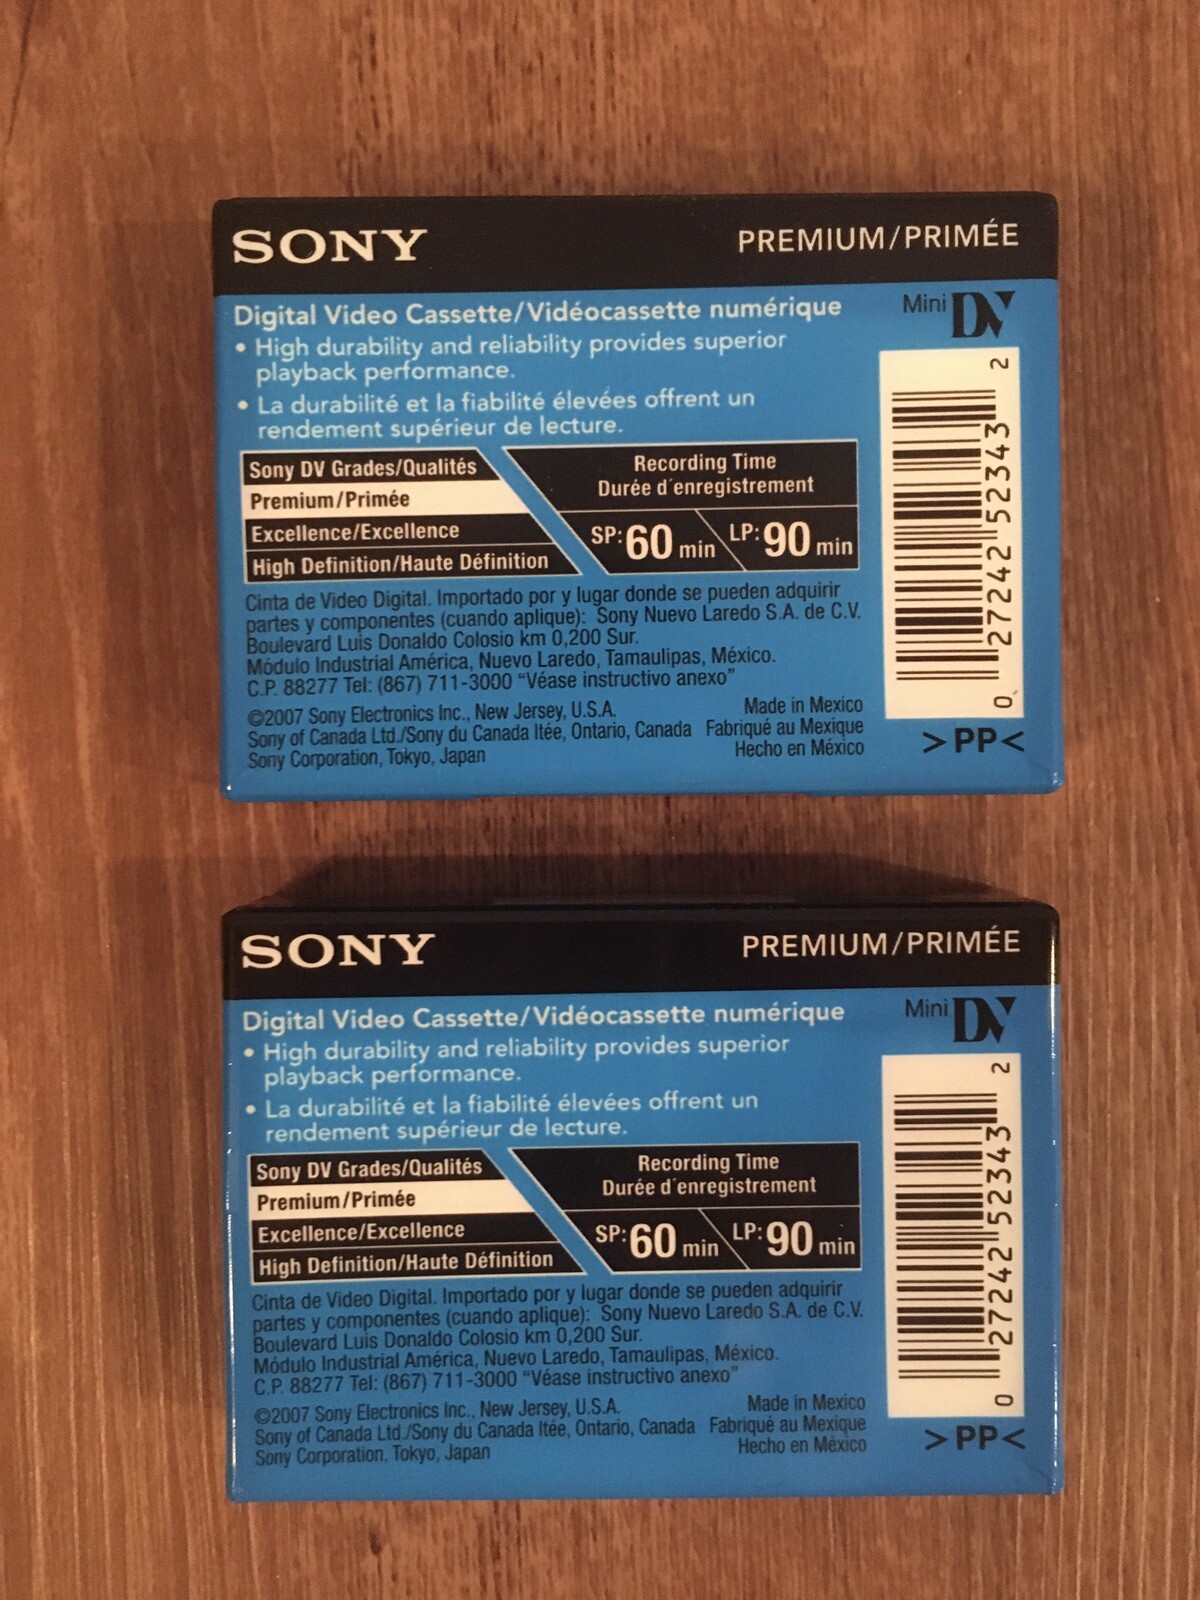 SONY
PREMIUM/PRIMÉE
Digital Video Cassette/Vidéocassette numérique
Mini DV
• High durability and reliability provides superior
playback performance.
• La durabilité et la fiabilité élevées offrent un
rendement supérieur de lecture.
Sony DV Grades/Qualités
Premium/Primée
Excellence/Excellence
High Definition/Haute Définition
Recording Time
Durée d'enregistrement
SP: 60 min LP: 90 min
Cinta de Video Digital. Importado por y lugar donde se pueden adquirir
partes y componentes (cuando aplique): Sony Nuevo Laredo S.A. de C.V.
Boulevard Luis Donaldo Colosio km 0,200 Sur.
Módulo Industrial América, Nuevo Laredo, Tamaulipas, México.
C.P. 88277 Tel: (867) 711-3000 "Véase instructivo anexo"
©2007 Sony Electronics Inc., New Jersey, U.S.A.
Sony of Canada Ltd./Sony du Canada ltée, Ontario, Canada
Sony Corporation, Tokyo, Japan
Made in Mexico
Fabriqué au Mexique
Hecho en México
0 27242 52343 2
>PP<
SONY
PREMIUM/PRIMÉE
Digital Video Cassette/Vidéocassette numérique
Mini DV
• High durability and reliability provides superior
playback performance.
• La durabilité et la fiabilité élevées offrent un
rendement supérieur de lecture.
Sony DV Grades/Qualités
Premium/Primée
Excellence/Excellence
High Definition/Haute Définition
Recording Time
Durée d'enregistrement
SP: 60 min LP: 90 min
Cinta de Video Digital. Importado por y lugar donde se pueden adquirir
partes y componentes (cuando aplique): Sony Nuevo Laredo S.A. de C.V.
Boulevard Luis Donaldo Colosio km 0,200 Sur.
Módulo Industrial América, Nuevo Laredo, Tamaulipas, México.
C.P. 88277 Tel: (867) 711-3000 "Véase instructivo anexo"
©2007 Sony Electronics Inc., New Jersey, U.S.A.
Sony of Canada Ltd./Sony du Canada ltée, Ontario, Canada
Sony Corporation, Tokyo, Japan
Made in Mexico
Fabriqué au Mexique
Hecho en México
0 27242 52343 2
>PP<